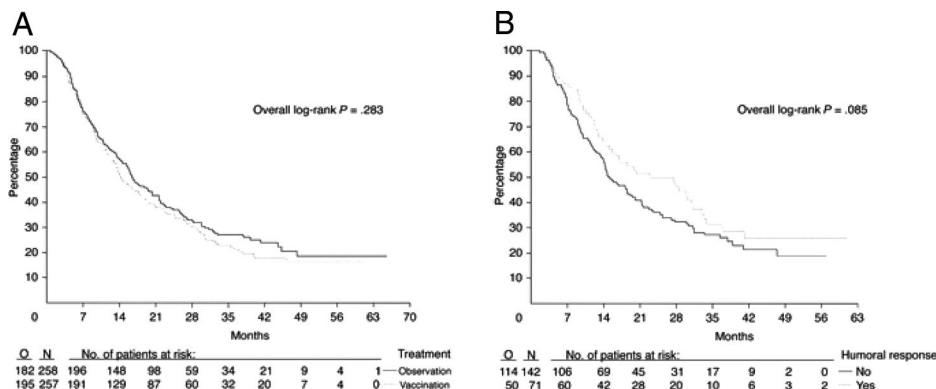 A
100
90
80
70
60
50
40
30
20
10
Percentage
Overall log-rank P = .283
0 7 14 21 28 35 42 49 56 63 70
Months
O N No. of patients at risk: Treatment
182 258 196 148 98 59 34 21 9 4 1 Observation
195 257 191 129 87 60 32 20 7 4 0 Vaccination
B
100
90
80
70
60
50
40
30
20
10
Percentage
Overall log-rank P = .085
0 7 14 21 28 35 42 49 56 63
Months
O N No. of patients at risk: Humoral response
114 142 106 69 45 31 17 9 2 0 No
50 71 60 42 28 20 10 6 3 2 Yes